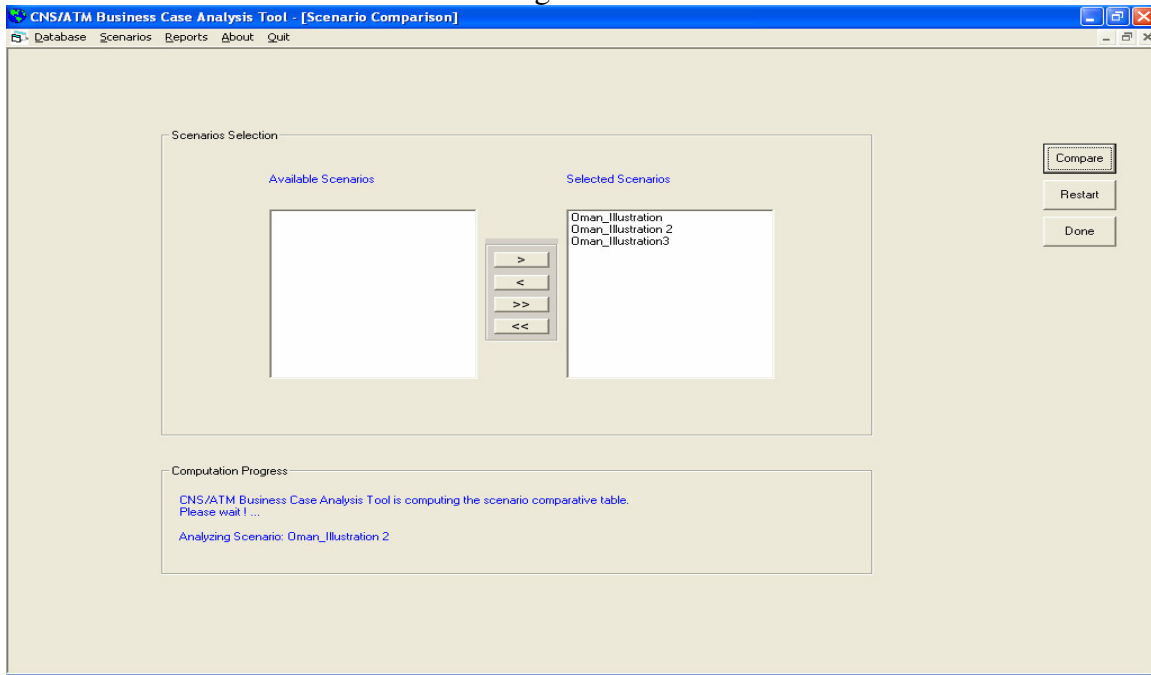 CNS/ATM Business Case Analysis Tool - [Scenario Comparison]
Database Scenarios Reports About Quit
Scenarios Selection
Available Scenarios
Selected Scenarios
Oman_Illustration
Oman_Illustration 2
Oman_Illustration3
>
<
>>
<<
Compare
Restart
Done
Computation Progress
CNS/ATM Business Case Analysis Tool is computing the scenario comparative table.
Please wait ! ...
Analyzing Scenario: Oman_Illustration 2